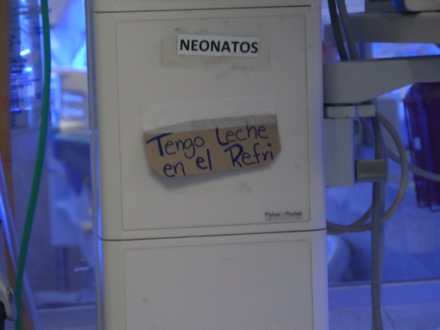 NEONATOS
Tengo Leche
en el Refri
Fisher & Paykel